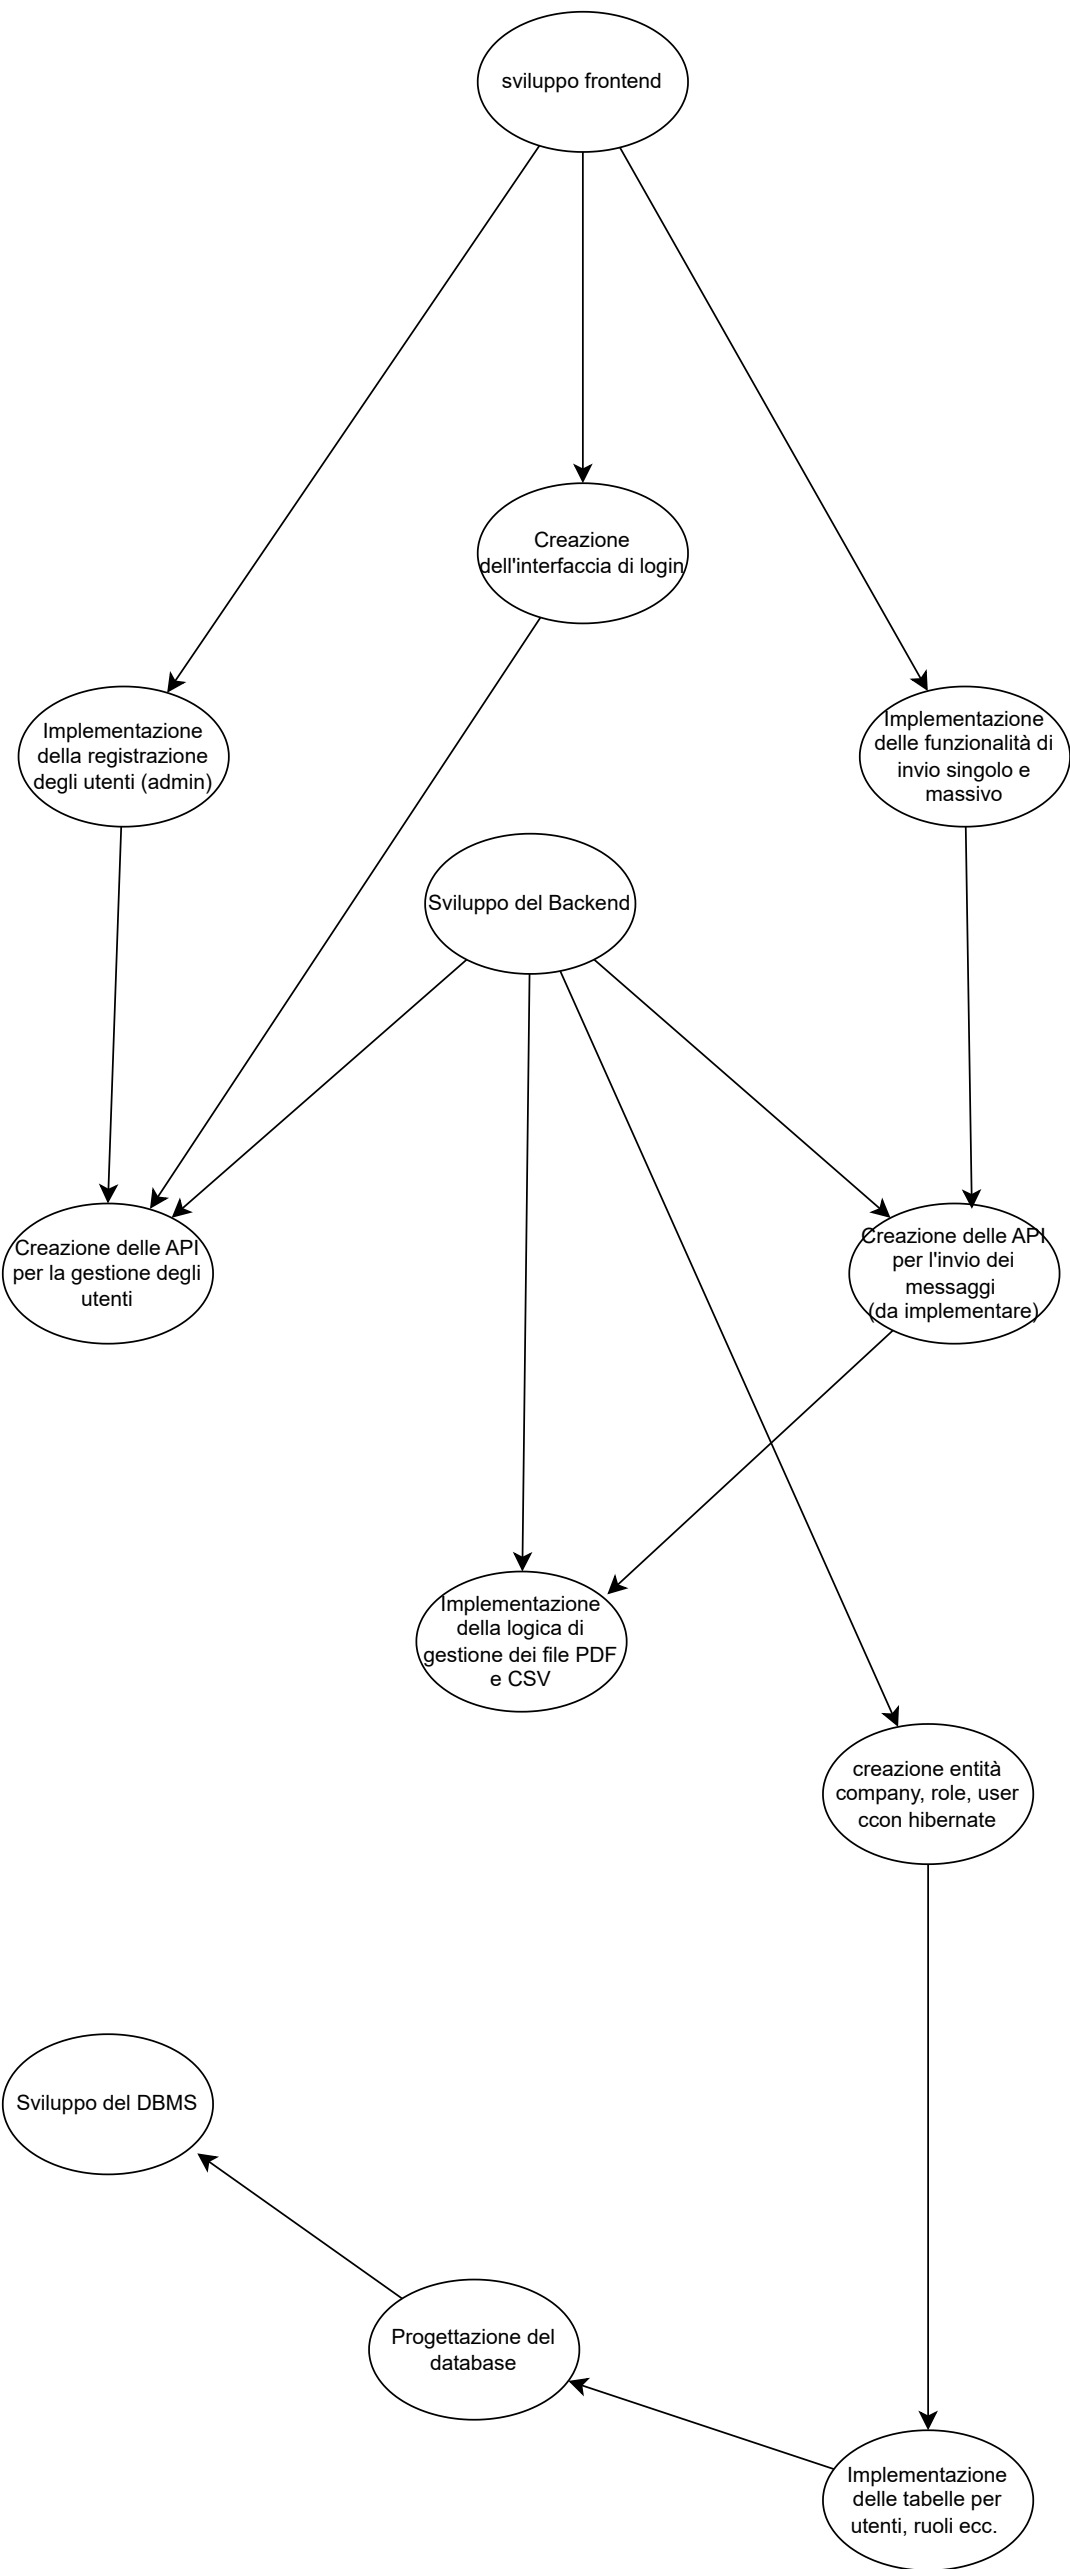 sviluppo frontend
Creazione
dell'interfaccia di login
Implementazione
della registrazione
degli utenti (admin)
Implementazione
delle funzionalità di
invio singolo e
massivo
Sviluppo del Backend
Creazione delle API
per la gestione degli
utenti
Creazione delle API
per l'invio dei
messaggi
(da implementare)
Implementazione
della logica di
gestione dei file PDF
e CSV
creazione entità
company, role, user
ccon hibernate
Sviluppo del DBMS
Progettazione del
database
Implementazione
delle tabelle per
utenti, ruoli ecc.